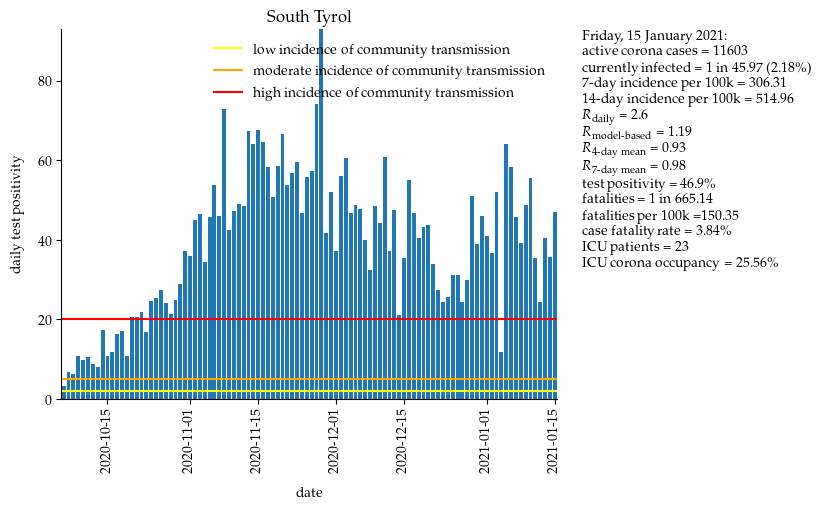 South Tyrol
low incidence of community transmission
moderate incidence of community transmission
high incidence of community transmission
daily test positivity
80
60
40
20
0
2020-10-15
2020-11-01
2020-11-15
2020-12-01
2020-12-15
2021-01-01
2021-01-15
date
Friday, 15 January 2021:
active corona cases = 11603
currently infected = 1 in 45.97 (2.18%)
7-day incidence per 100k = 306.31
14-day incidence per 100k = 514.96
R daily = 2.6
R model-based = 1.19
R 4-day mean = 0.93
R 7-day mean = 0.98
test positivity = 46.9%
fatalities = 1 in 665.14
fatalities per 100k =150.35
case fatality rate = 3.84%
ICU patients = 23
ICU corona occupancy = 25.56%